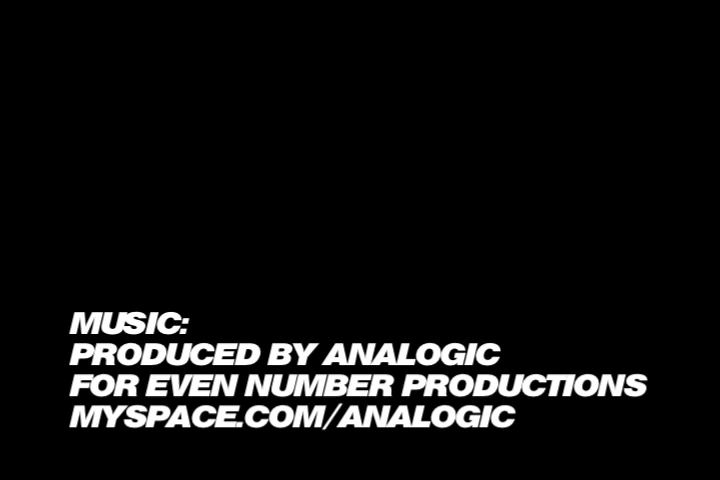 MUSIC:
PRODUCED BY ANALOGIC
FOR EVEN NUMBER PRODUCTIONS
MYSPACE.COM/ANALOGIC